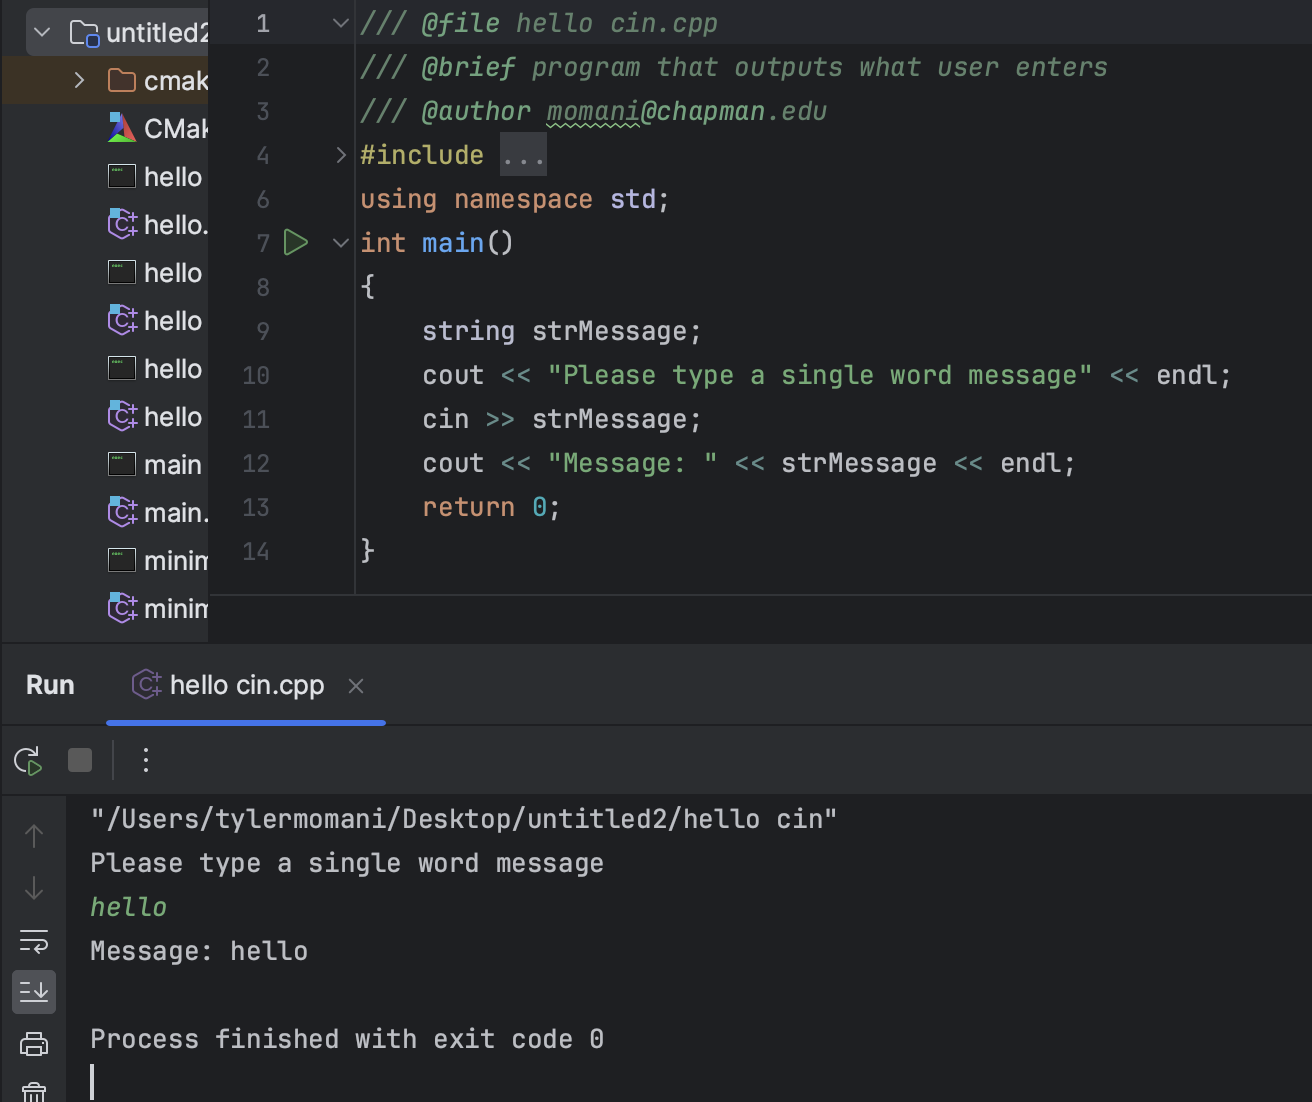 untitled2
cmak
CMak
hello
hello.
hello
hello
hello
hello
main
main.
minim
minim
1 /// @file hello cin.cpp
2 /// @brief program that outputs what user enters
3 /// @author momani@chapman.edu
4 #include ...
6 using namespace std;
7 int main()
8 {
9 string strMessage;
10 cout << "Please type a single word message" << endl;
11 cin >> strMessage;
12 cout << "Message: " << strMessage << endl;
13 return 0;
14 }
Run hello cin.cpp
"/Users/tylermomani/Desktop/untitled2/hello cin"
Please type a single word message
hello
Message: hello
Process finished with exit code 0